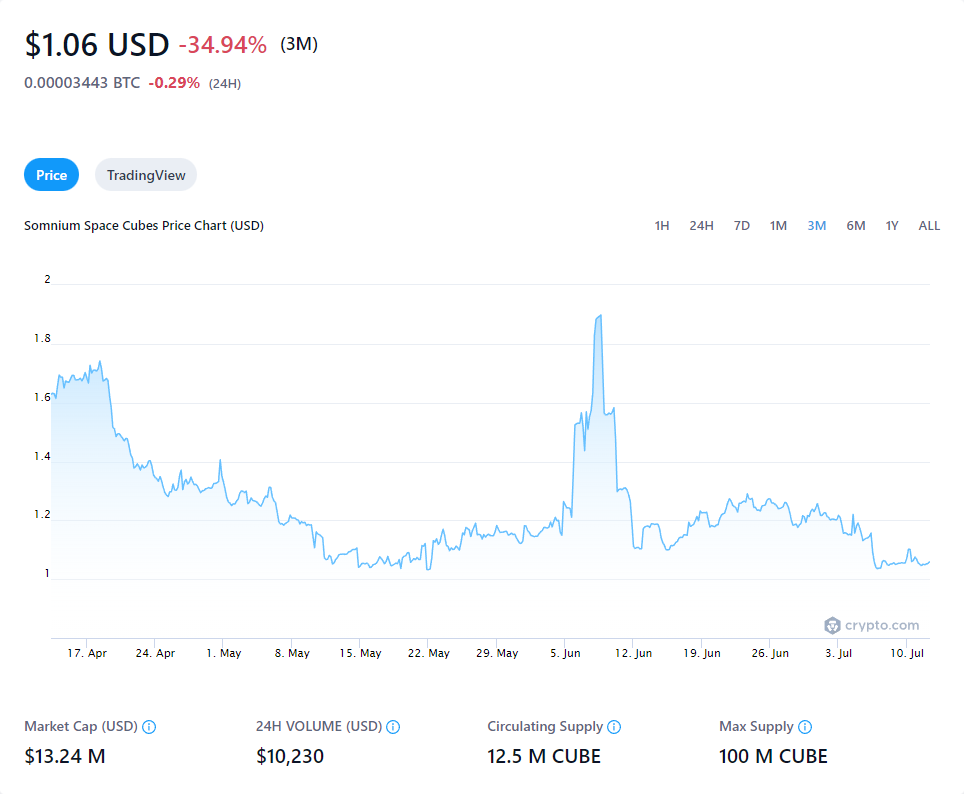 $1.06 USD -34.94% (3M)
0.00003443 BTC -0.29% (24H)
Price TradingView
Somnium Space Cubes Price Chart (USD) 1H 24H 7D 1M 3M 6M 1Y ALL
2
1.8
1.6
1.4
1.2
1
crypto.com
17. Apr 24. Apr 1. May 8. May 15. May 22. May 29. May 5. Jun 12. Jun 19. Jun 26. Jun 3. Jul 10. Jul
Market Cap (USD) 24H VOLUME (USD) Circulating Supply Max Supply
$13.24 M $10,230 12.5 M CUBE 100 M CUBE